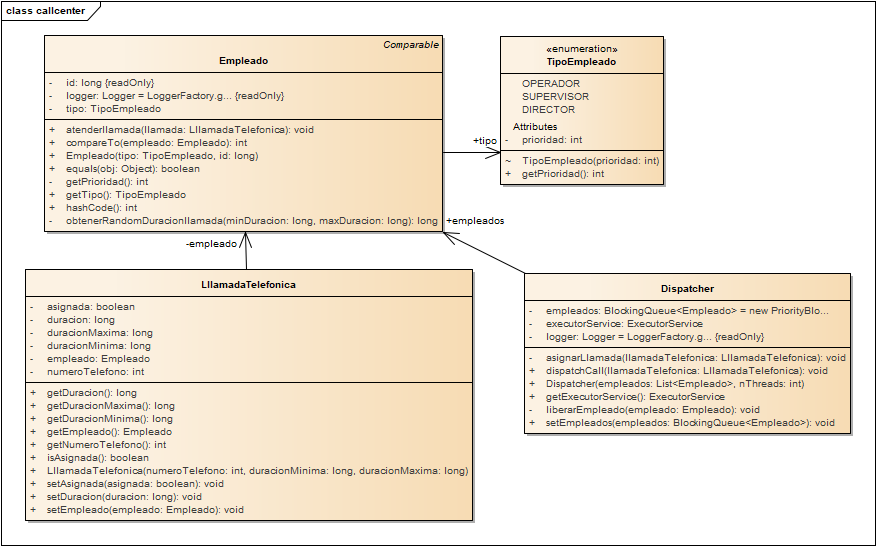 class callcenter
Comparable
Empleado
- id: long {readOnly}
- logger: Logger = LoggerFactory.g... {readOnly}
- tipo: TipoEmpleado
+ atenderllamada(llamada: LllamadaTelefonica): void
+ compareTo(empleado: Empleado): int
+ Empleado(tipo: TipoEmpleado, id: long)
+ equals(obj: Object): boolean
- getPrioridad(): int
+ getTipo(): TipoEmpleado
+ hashCode(): int
- obtenerRandomDuracionllamada(minDuracion: long, maxDuracion: long): long
«enumeration»
TipoEmpleado
OPERADOR
SUPERVISOR
DIRECTOR
Attributes
- prioridad: int
~ TipoEmpleado(prioridad: int)
+ getPrioridad(): int
+tipo
+empleados
-empleado
LllamadaTelefonica
- asignada: boolean
- duracion: long
- duracionMaxima: long
- duracionMinima: long
- empleado: Empleado
- numeroTelefono: int
+ getDuracion(): long
+ getDuracionMaxima(): long
+ getDuracionMinima(): long
+ getEmpleado(): Empleado
+ getNumeroTelefono(): int
+ isAsignada(): boolean
+ LllamadaTelefonica(numeroTelefono: int, duracionMinima: long, duracionMaxima: long)
+ setAsignada(asignada: boolean): void
+ setDuracion(duracion: long): void
+ setEmpleado(empleado: Empleado): void
Dispatcher
- empleados: BlockingQueue<Empleado> = new PriorityBlo...
- executorService: ExecutorService
- logger: Logger = LoggerFactory.g... {readOnly}
- asignarLlamada(llamadaTelefonica: LllamadaTelefonica): void
+ dispatchCall(llamadaTelefonica: LllamadaTelefonica): void
+ Dispatcher(empleados: List<Empleado>, nThreads: int)
+ getExecutorService(): ExecutorService
- liberarEmpleado(empleado: Empleado): void
+ setEmpleados(empleados: BlockingQueue<Empleado>): void